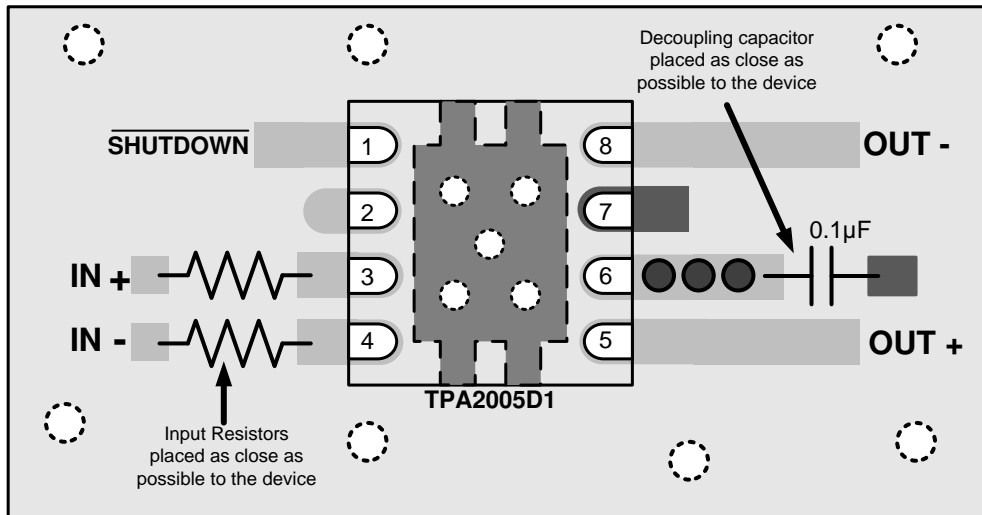 Decoupling capacitor
placed as close as
possible to the device
SHUTDOWN
1
8
OUT -
2
7
0.1µF
IN +
3
6
IN -
4
5
OUT +
TPA2005D1
Input Resistors
placed as close as
possible to the device